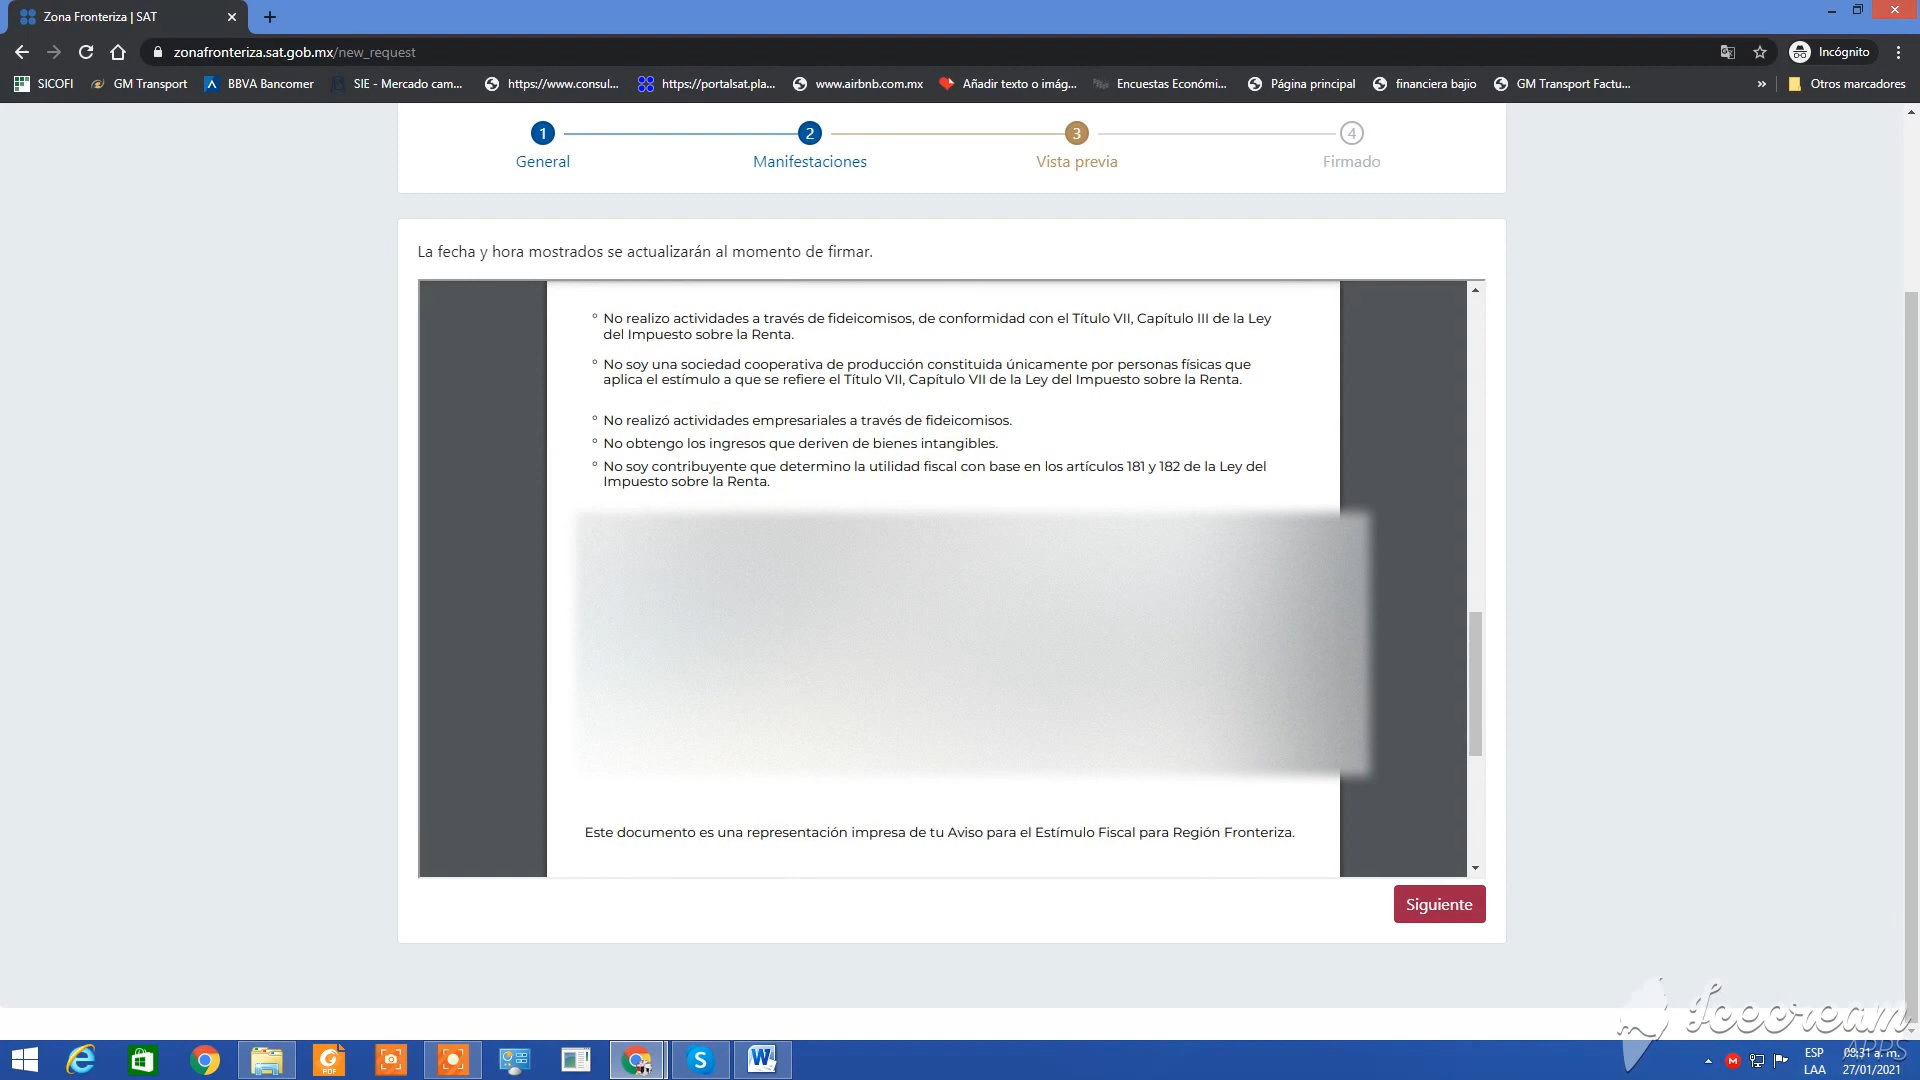 Zona Fronteriza | SAT
zonafronteriza.sat.gob.mx/new_request
Incógnito
SICOFI GM Transport BBVA Bancomer SIE - Mercado cam... https://www.consul... https://portalsat.pla... www.airbnb.com.mx Añadir texto o imág... Encuestas Económi... Página principal financiera bajio GM Transport Factu... » Otros marcadores
1 2 3 4
General Manifestaciones Vista previa Firmado
La fecha y hora mostrados se actualizarán al momento de firmar.
° No realizo actividades a través de fideicomisos, de conformidad con el Título VII, Capítulo III de la Ley
del Impuesto sobre la Renta.
° No soy una sociedad cooperativa de producción constituida únicamente por personas físicas que
aplica el estímulo a que se refiere el Título VII, Capítulo VII de la Ley del Impuesto sobre la Renta.
° No realizó actividades empresariales a través de fideicomisos.
° No obtengo los ingresos que deriven de bienes intangibles.
° No soy contribuyente que determino la utilidad fiscal con base en los artículos 181 y 182 de la Ley del
Impuesto sobre la Renta.
Este documento es una representación impresa de tu Aviso para el Estímulo Fiscal para Región Fronteriza.
Siguiente
Icecream
APPS
ESP 08:31 a. m.
LAA 27/01/2021